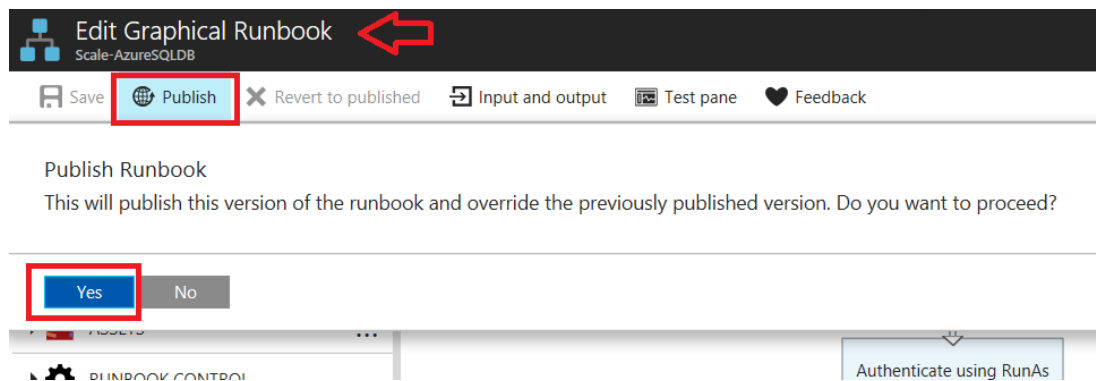 Edit Graphical Runbook
Scale-AzureSQLDB
Save Publish Revert to published Input and output Test pane Feedback
Publish Runbook
This will publish this version of the runbook and override the previously published version. Do you want to proceed?
Yes No
ASSETS
RUNBOOK CONTROL
Authenticate using RunAs